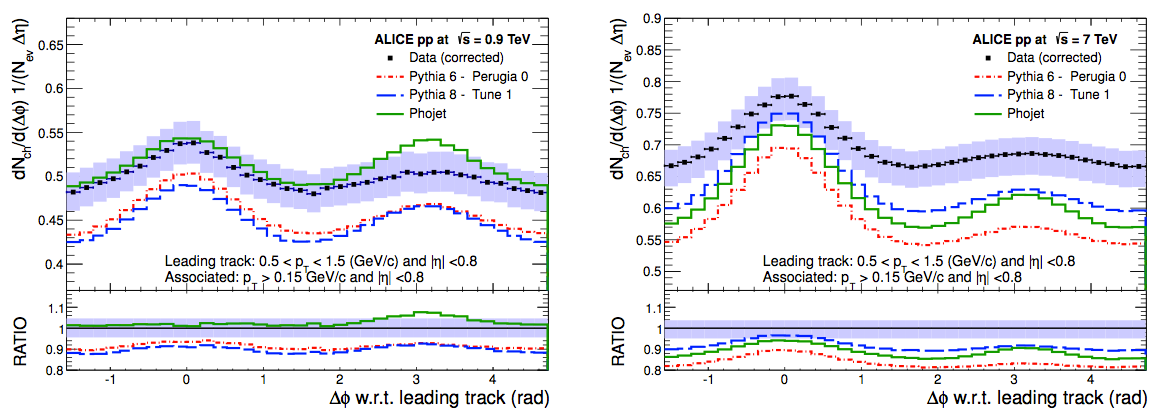 dN_ch/d(Δϕ) 1/(N_ev Δη)
0.65
0.6
0.55
0.5
0.45
0.4
ALICE pp at √s = 0.9 TeV
Data (corrected)
Pythia 6 - Perugia 0
Pythia 8 - Tune 1
Phojet
Leading track: 0.5 < p_T < 1.5 (GeV/c) and |η| <0.8
Associated: p_T > 0.15 GeV/c and |η| <0.8
RATIO
1.1
1
0.9
0.8
-1 0 1 2 3 4
Δϕ w.r.t. leading track (rad)
dN_ch/d(Δϕ) 1/(N_ev Δη)
0.9
0.85
0.8
0.75
0.7
0.65
0.6
0.55
0.5
ALICE pp at √s = 7 TeV
Data (corrected)
Pythia 6 - Perugia 0
Pythia 8 - Tune 1
Phojet
Leading track: 0.5 < p_T < 1.5 (GeV/c) and |η| <0.8
Associated: p_T > 0.15 GeV/c and |η| <0.8
RATIO
1.1
1
0.9
0.8
-1 0 1 2 3 4
Δϕ w.r.t. leading track (rad)